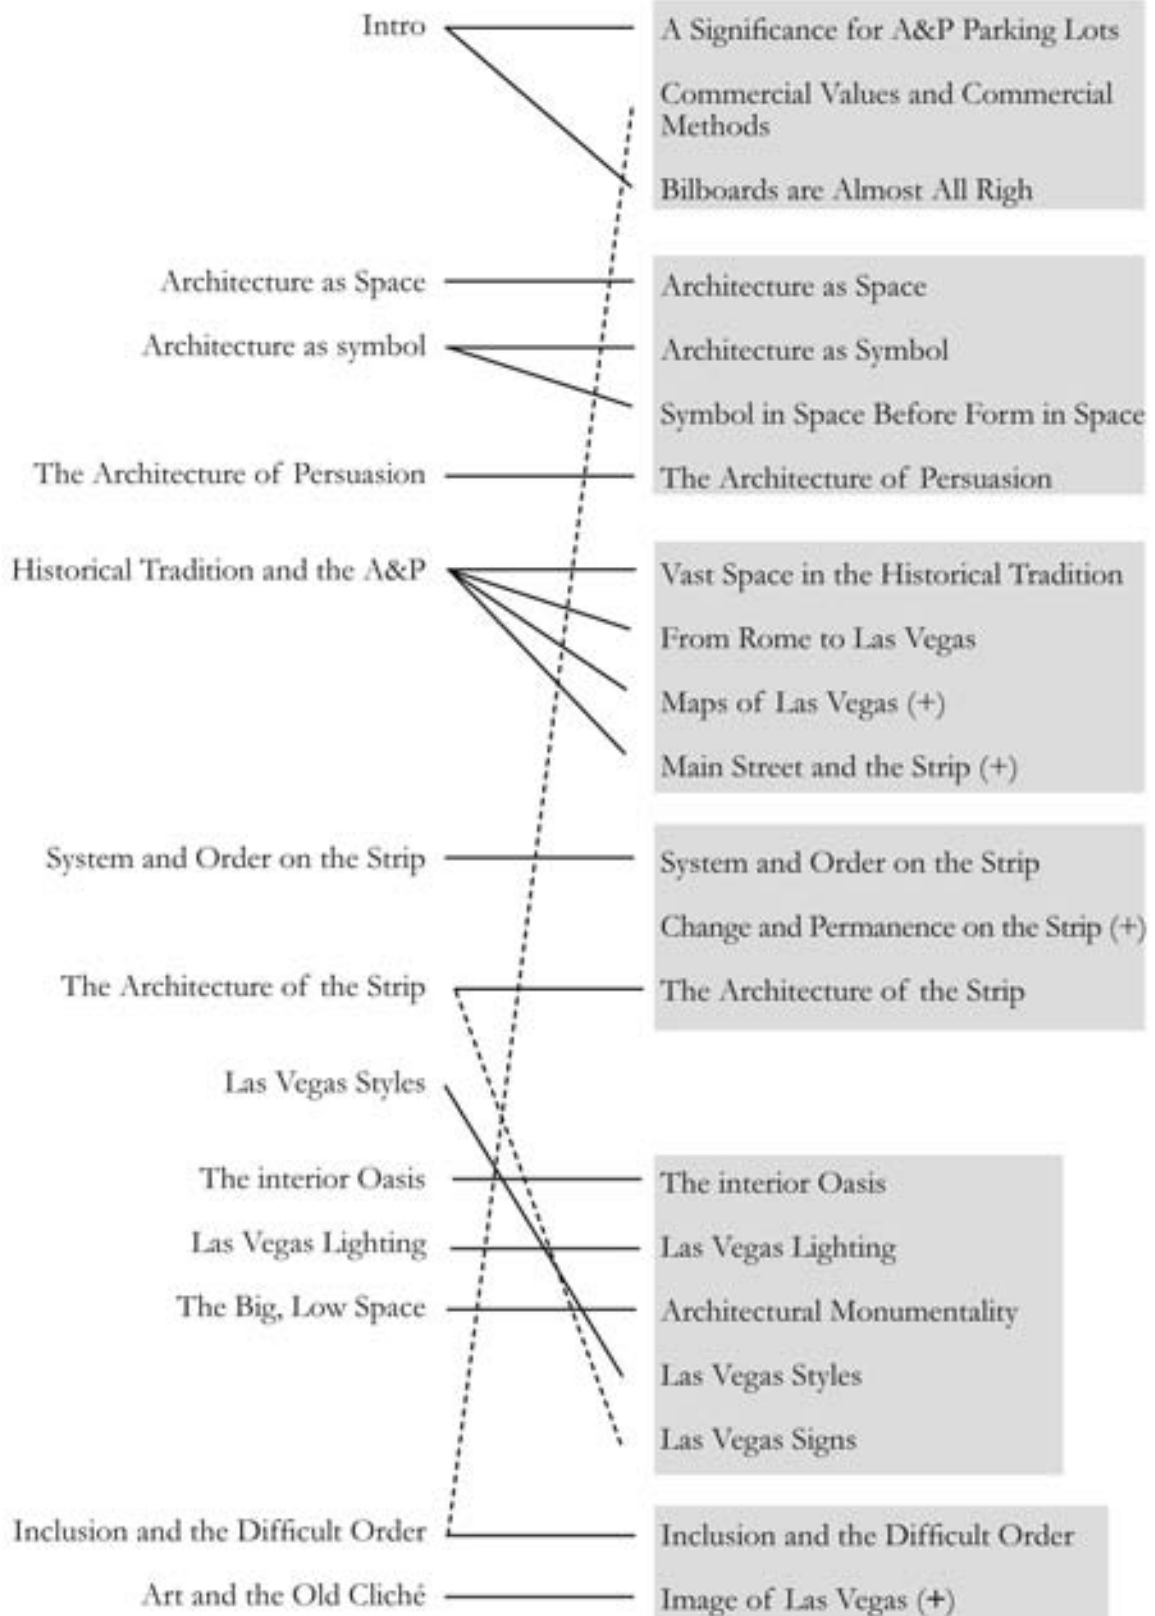 Intro
A Significance for A&P Parking Lots
Commercial Values and Commercial
Methods
Bilboards are Almost All Righ
Architecture as Space
Architecture as Space
Architecture as symbol
Architecture as Symbol
Symbol in Space Before Form in Space
The Architecture of Persuasion
The Architecture of Persuasion
Historical Tradition and the A&P
Vast Space in the Historical Tradition
From Rome to Las Vegas
Maps of Las Vegas (+)
Main Street and the Strip (+)
System and Order on the Strip
System and Order on the Strip
Change and Permanence on the Strip (+)
The Architecture of the Strip
The Architecture of the Strip
Las Vegas Styles
The interior Oasis
The interior Oasis
Las Vegas Lighting
Las Vegas Lighting
The Big, Low Space
Architectural Monumentality
Las Vegas Styles
Las Vegas Signs
Inclusion and the Difficult Order
Inclusion and the Difficult Order
Art and the Old Cliché
Image of Las Vegas (+)